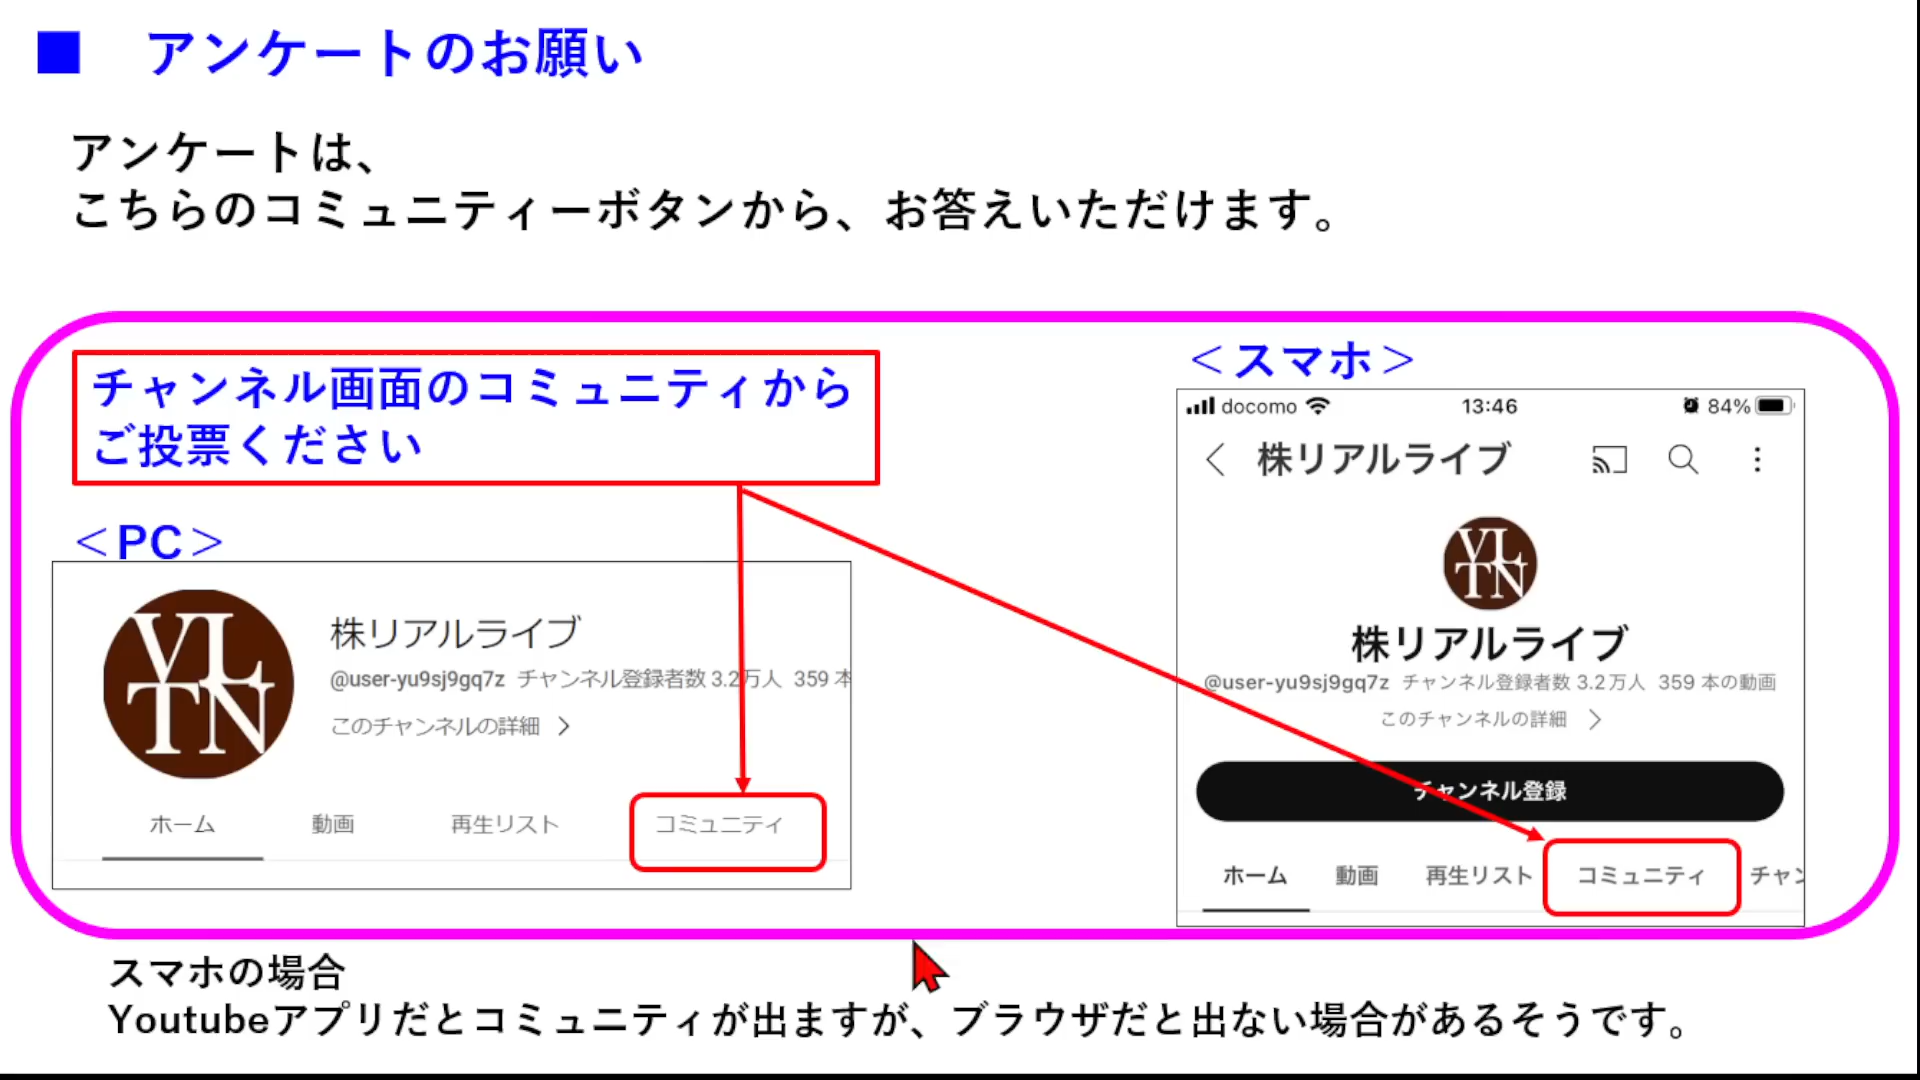 ■ アンケートのお願い
アンケートは、
こちらのコミュニティーボタンから、お答えいただけます。
チャンネル画面のコミュニティから
ご投票ください
＜PC＞
VL
TN
株リアルライブ
@user-yu9sj9gq7z チャンネル登録者数 3.2万人 359 本
このチャンネルの詳細 >
ホーム 動画 再生リスト コミュニティ
＜スマホ＞
docomo 13:46 84%
株リアルライブ
VL
TN
株リアルライブ
@user-yu9sj9gq7z チャンネル登録者数 3.2万人 359 本の動画
このチャンネルの詳細 >
チャンネル登録
ホーム 動画 再生リスト コミュニティ チャン
スマホの場合
Youtubeアプリだとコミュニティが出ますが、ブラウザだと出ない場合があるそうです。